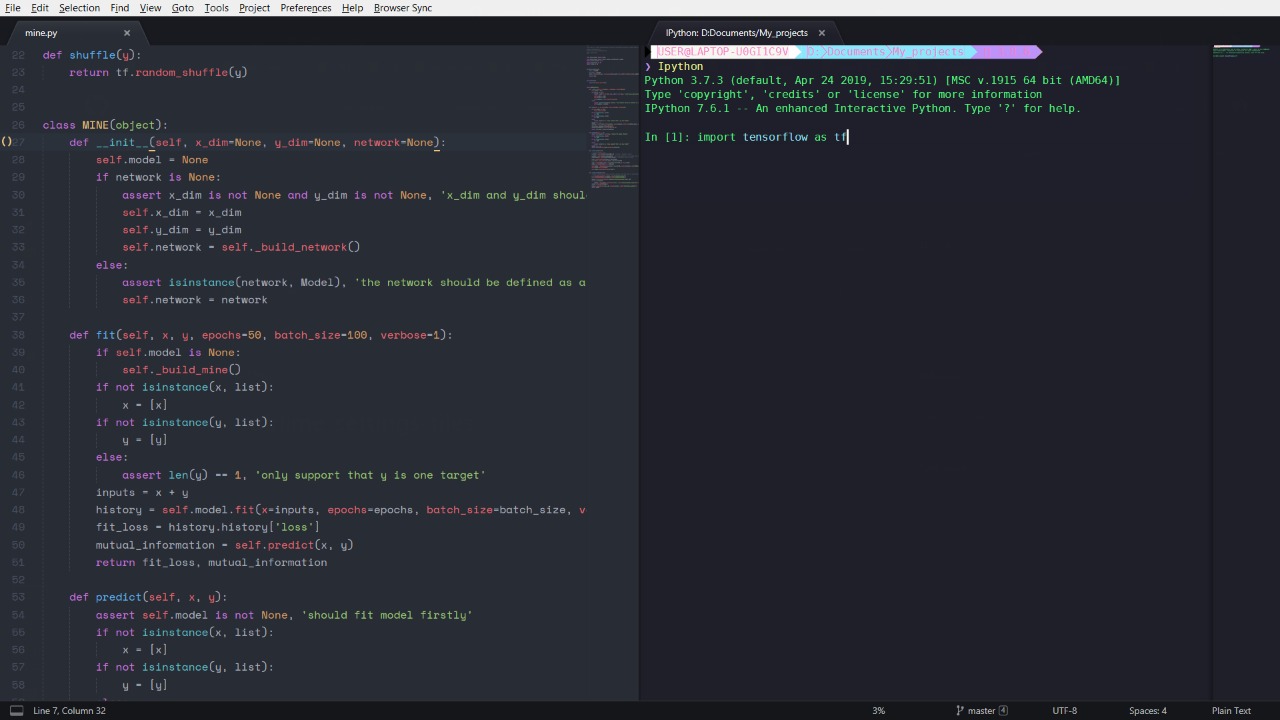 File Edit Selection Find View Goto Tools Project Preferences Help Browser Sync
mine.py ×
22 def shuffle(y):
23 return tf.random_shuffle(y)
24
25
26 class MINE(object)
27 def __init__(self, x_dim=None, y_dim=None, network=None):
28 self.model = None
29 if network is None:
30 assert x_dim is not None and y_dim is not None, 'x_dim and y_dim shoul
31 self.x_dim = x_dim
32 self.y_dim = y_dim
33 self.network = self._build_network()
34 else:
35 assert isinstance(network, Model), 'the network should be defined as a
36 self.network = network
37
38 def fit(self, x, y, epochs=50, batch_size=100, verbose=1):
39 if self.model is None:
40 self._build_mine()
41 if not isinstance(x, list):
42 x = [x]
43 if not isinstance(y, list):
44 y = [y]
45 else:
46 assert len(y) == 1, 'only support that y is one target'
47 inputs = x + y
48 history = self.model.fit(x=inputs, epochs=epochs, batch_size=batch_size, v
49 fit_loss = history.history['loss']
50 mutual_information = self.predict(x, y)
51 return fit_loss, mutual_information
52
53 def predict(self, x, y):
54 assert self.model is not None, 'should fit model firstly'
55 if not isinstance(x, list):
56 x = [x]
57 if not isinstance(y, list):
58 y = [y]
IPython: D:Documents/My_projects ×
USER@LAPTOP-U0GI1C9V D: Documents My_projects
❯ Ipython
Python 3.7.3 (default, Apr 24 2019, 15:29:51) [MSC v.1915 64 bit (AMD64)]
Type 'copyright', 'credits' or 'license' for more information
IPython 7.6.1 -- An enhanced Interactive Python. Type '?' for help.
In [1]: import tensorflow as tf
Line 7, Column 32 3% master 4 UTF-8 Spaces: 4 Plain Text